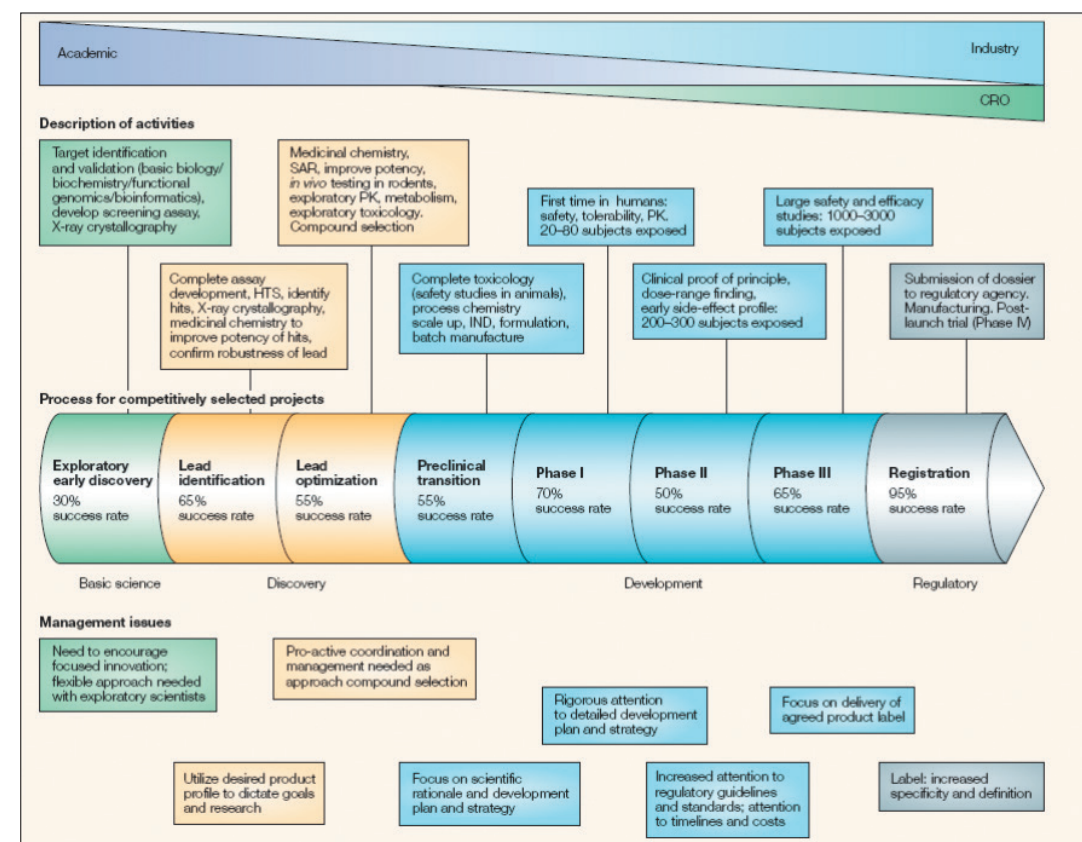 Academic
Industry
CRO
Description of activities
Target identification
and validation (basic biology/
biochemistry/functional
genomics/bioinformatics),
develop screening assay,
X-ray crystallography
Medicinal chemistry,
SAR, improve potency,
in vivo testing in rodents,
exploratory PK, metabolism,
exploratory toxicology.
Compound selection
First time in humans:
safety, tolerability, PK.
20–80 subjects exposed
Large safety and efficacy
studies: 1000–3000
subjects exposed
Complete assay
development, HTS, identify
hits, X-ray crystallography,
medicinal chemistry to
improve potency of hits,
confirm robustness of lead
Complete toxicology
(safety studies in animals),
process chemistry
scale up, IND, formulation,
batch manufacture
Clinical proof of principle,
dose-range finding,
early side-effect profile:
200–300 subjects exposed
Submission of dossier
to regulatory agency.
Manufacturing. Post-
launch trial (Phase IV)
Process for competitively selected projects
Exploratory
early discovery
30%
success rate
Lead
identification
65%
success rate
Lead
optimization
55%
success rate
Preclinical
transition
55%
success rate
Phase I
70%
success rate
Phase II
50%
success rate
Phase III
65%
success rate
Registration
95%
success rate
Basic science
Discovery
Development
Regulatory
Management issues
Need to encourage
focused innovation;
flexible approach needed
with exploratory scientists
Pro-active coordination and
management needed as
approach compound selection
Rigorous attention
to detailed development
plan and strategy
Focus on delivery of
agreed product label
Utilize desired product
profile to dictate goals
and research
Focus on scientific
rationale and development
plan and strategy
Increased attention to
regulatory guidelines
and standards; attention
to timelines and costs
Label: increased
specificity and definition